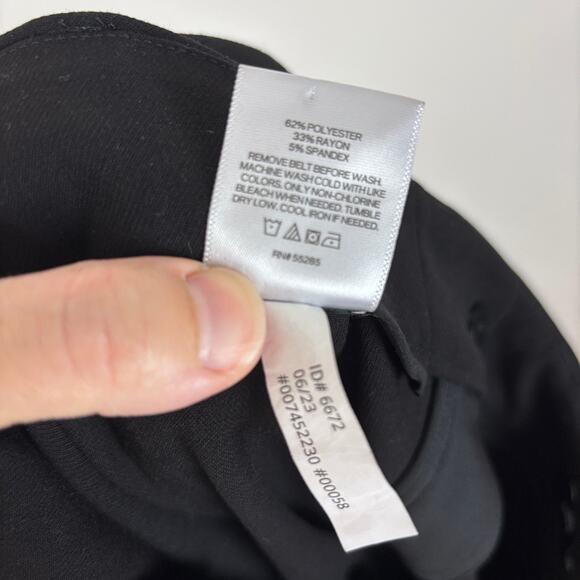 62% POLYESTER
33% RAYON
5% SPANDEX
REMOVE BELT BEFORE WASH.
MACHINE WASH COLD WITH LIKE
COLORS. ONLY NON-CHLORINE
BLEACH WHEN NEEDED. TUMBLE
DRY LOW. COOL IRON IF NEEDED.
RN# 55285
ID# 6672
06/23
#007452230 #00058